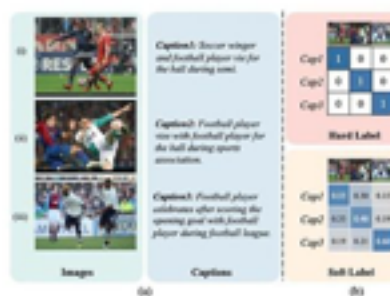 (i)
Caption1: Soccer winger
and football player vie for
the ball during semi.
(ii)
Caption2: Football player
vies with football player for
the ball during sports
association.
(iii)
Caption3: Football player
celebrates after scoring the
opening goal with football
player during football league.
Images
Captions
(a)
Cap1
1 0 0
Cap2
0 1 0
Cap3
0 0
Hard Label
Cap1
Cap2
Cap3
Soft Label
(b)